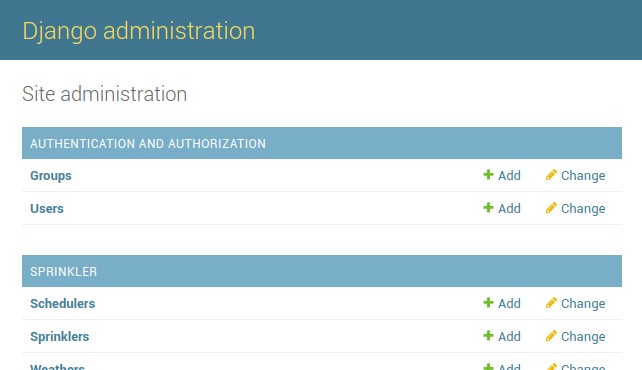 Django administration
Site administration
AUTHENTICATION AND AUTHORIZATION
Groups Add Change
Users Add Change
SPRINKLER
Schedulers Add Change
Sprinklers Add Change
Weathers Add Change